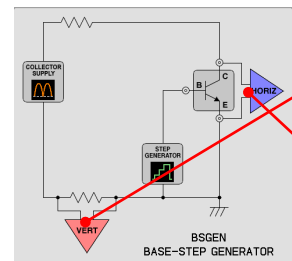 COLLECTOR
SUPPLY
C
B
E
HORIZ
STEP
GENERATOR
VERT
BSGEN
BASE-STEP GENERATOR